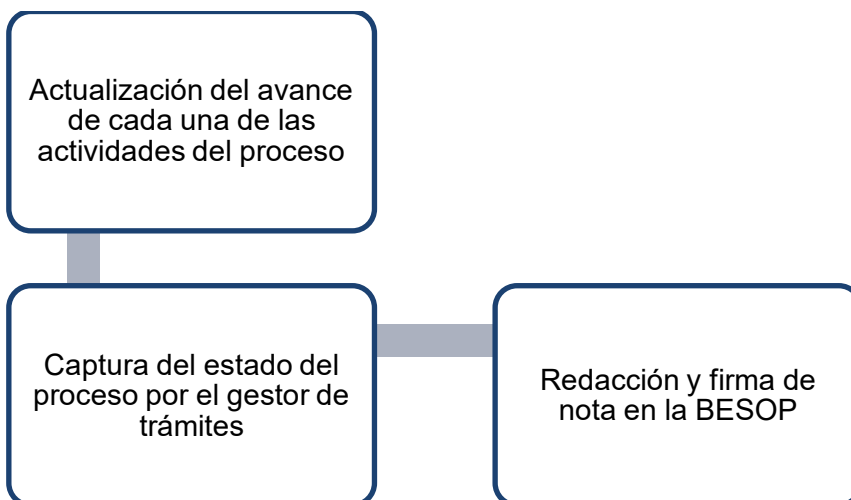 Actualización del avance
de cada una de las
actividades del proceso
Captura del estado del
proceso por el gestor de
trámites
Redacción y firma de
nota en la BESOP